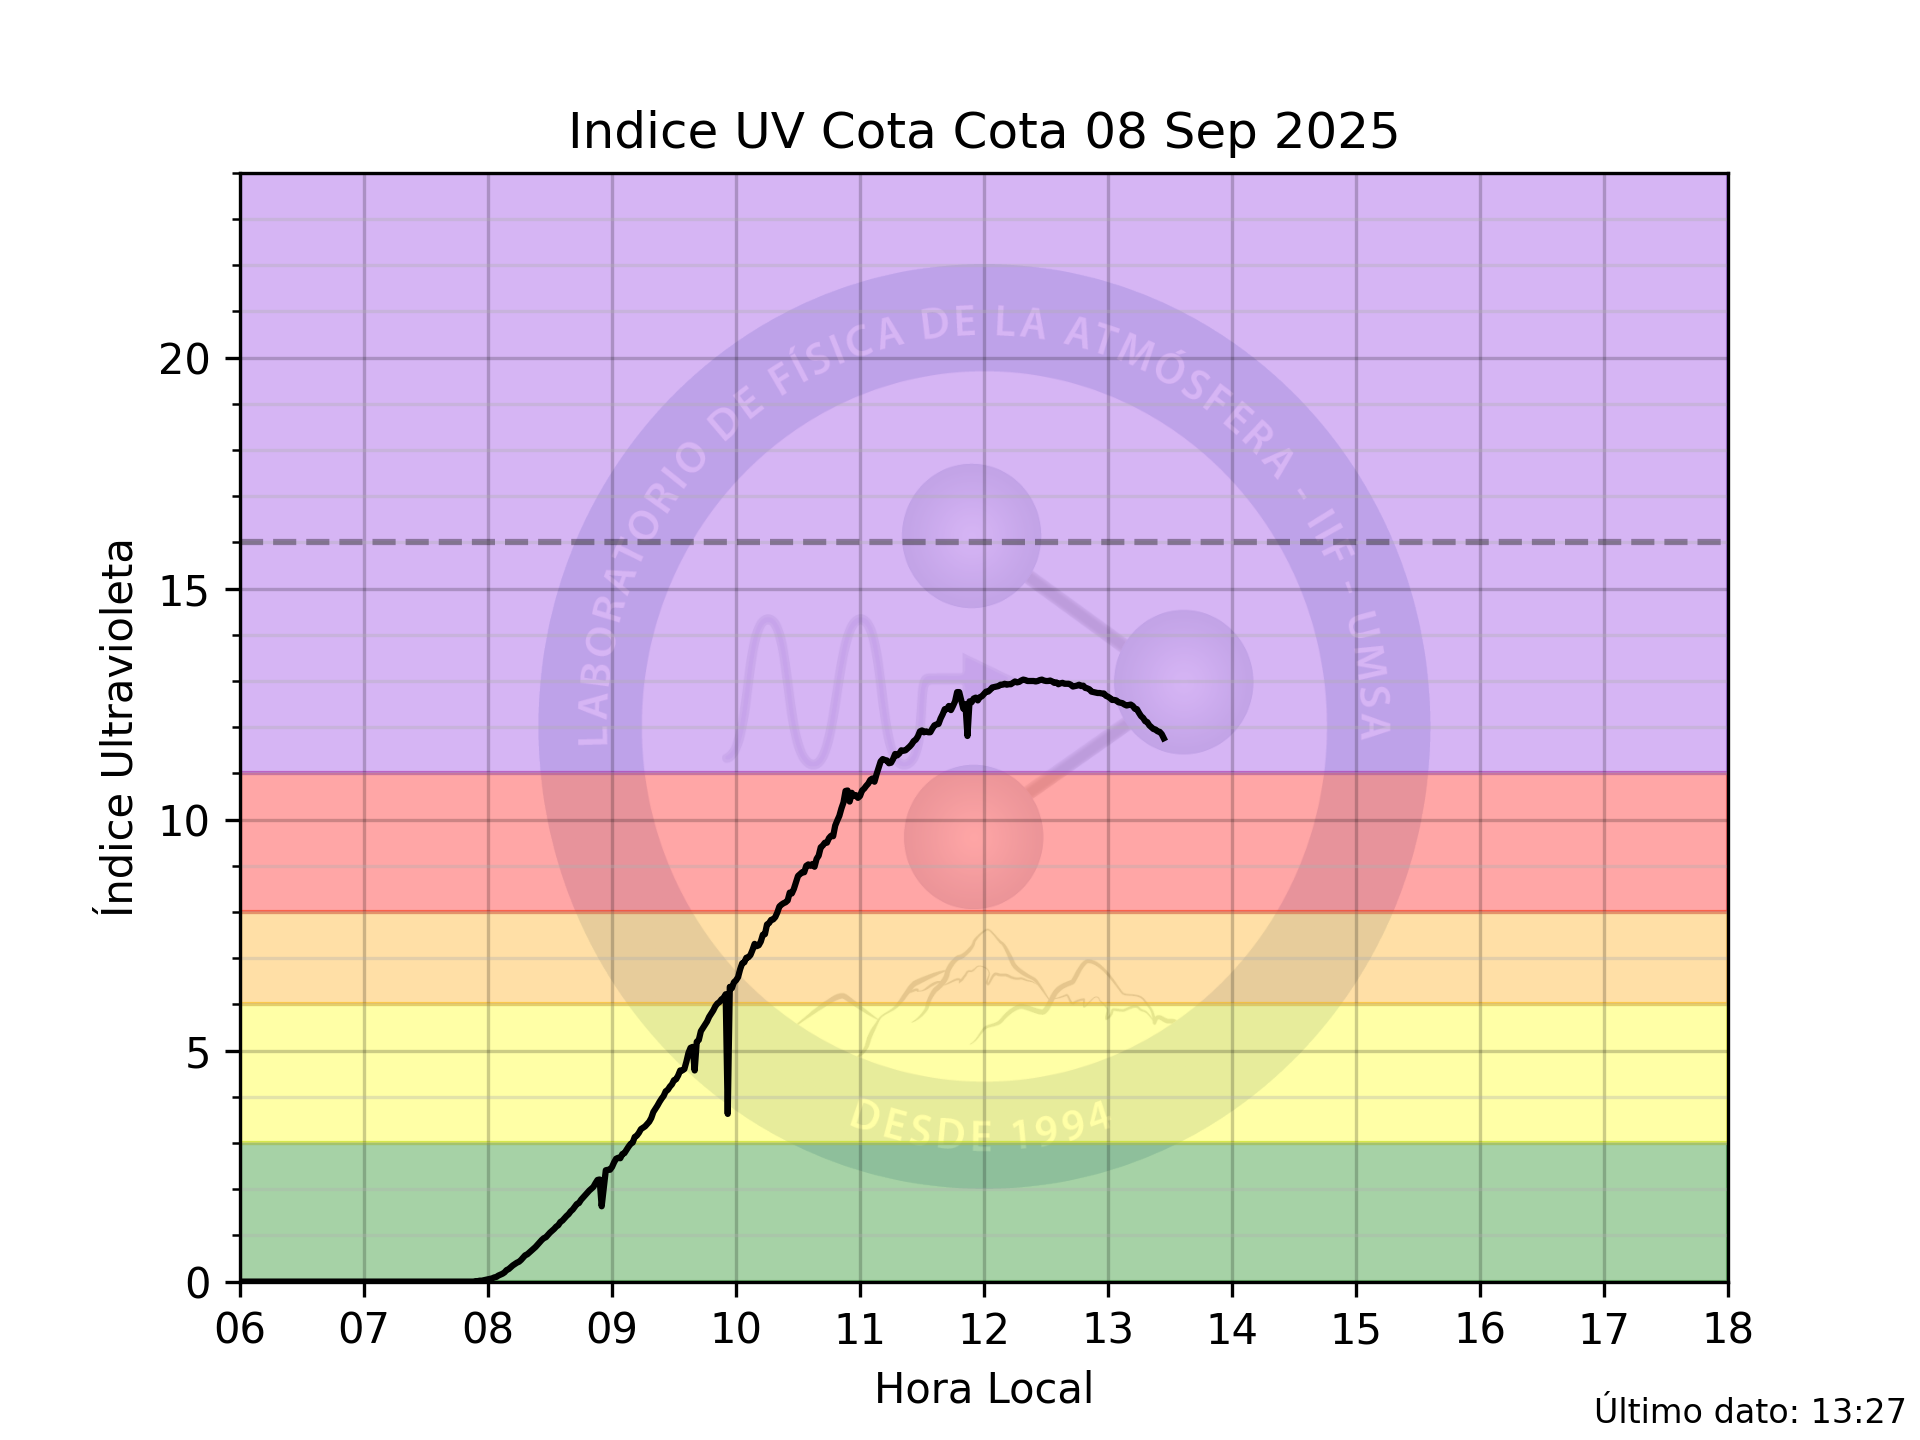 Indice UV Cota Cota 08 Sep 2025
Índice Ultravioleta
20
15
10
5
0
LABORATORIO DE FÍSICA DE LA ATMÓSFERA - IIF - UMSA
DESDE 1994
06 07 08 09 10 11 12 13 14 15 16 17 18
Hora Local
Último dato: 13:27